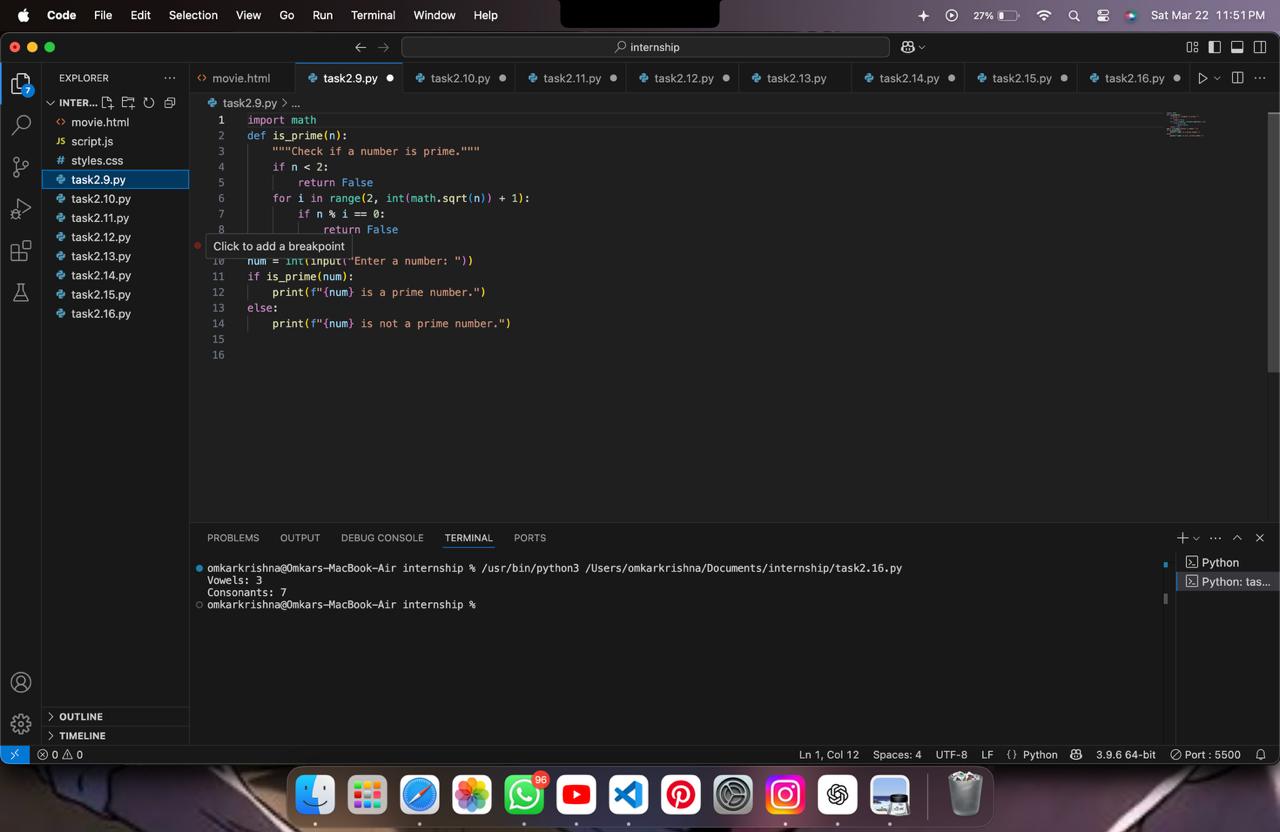 Code File Edit Selection View Go Run Terminal Window Help 27% Sat Mar 22 11:51 PM
internship
EXPLORER
movie.html task2.9.py task2.10.py task2.11.py task2.12.py task2.13.py task2.14.py task2.15.py task2.16.py
7
INTER...
movie.html
JS script.js
# styles.css
task2.9.py
task2.10.py
task2.11.py
task2.12.py
task2.13.py
task2.14.py
task2.15.py
task2.16.py
OUTLINE
TIMELINE
task2.9.py > ...
1 import math
2 def is_prime(n):
3 """Check if a number is prime."""
4 if n < 2:
5 return False
6 for i in range(2, int(math.sqrt(n)) + 1):
7 if n % i == 0:
8 return False
Click to add a breakpoint
10 num = int(input("Enter a number: "))
11 if is_prime(num):
12 print(f"{num} is a prime number.")
13 else:
14 print(f"{num} is not a prime number.")
15
16
PROBLEMS OUTPUT DEBUG CONSOLE TERMINAL PORTS
omkarkrishna@Omkars-MacBook-Air internship % /usr/bin/python3 /Users/omkarkrishna/Documents/internship/task2.16.py
Vowels: 3
Consonants: 7
omkarkrishna@Omkars-MacBook-Air internship %
Python
Python: tas...
0 0 Ln 1, Col 12 Spaces: 4 UTF-8 LF {} Python 3.9.6 64-bit Port : 5500
96